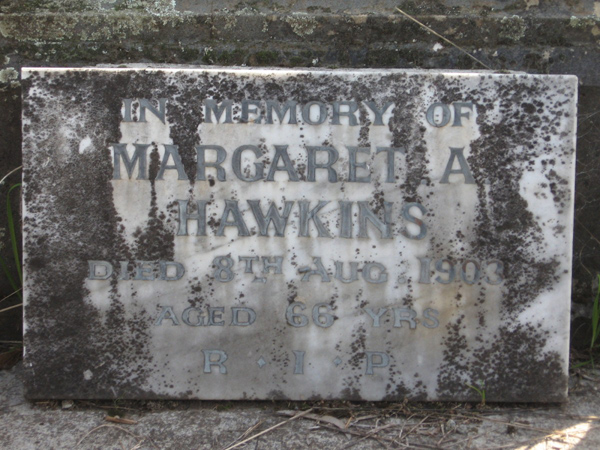 IN MEMORY OF
MARGARET A
HAWKINS
DIED 8TH AUG. 1903
AGED 66 YRS
R·I·P